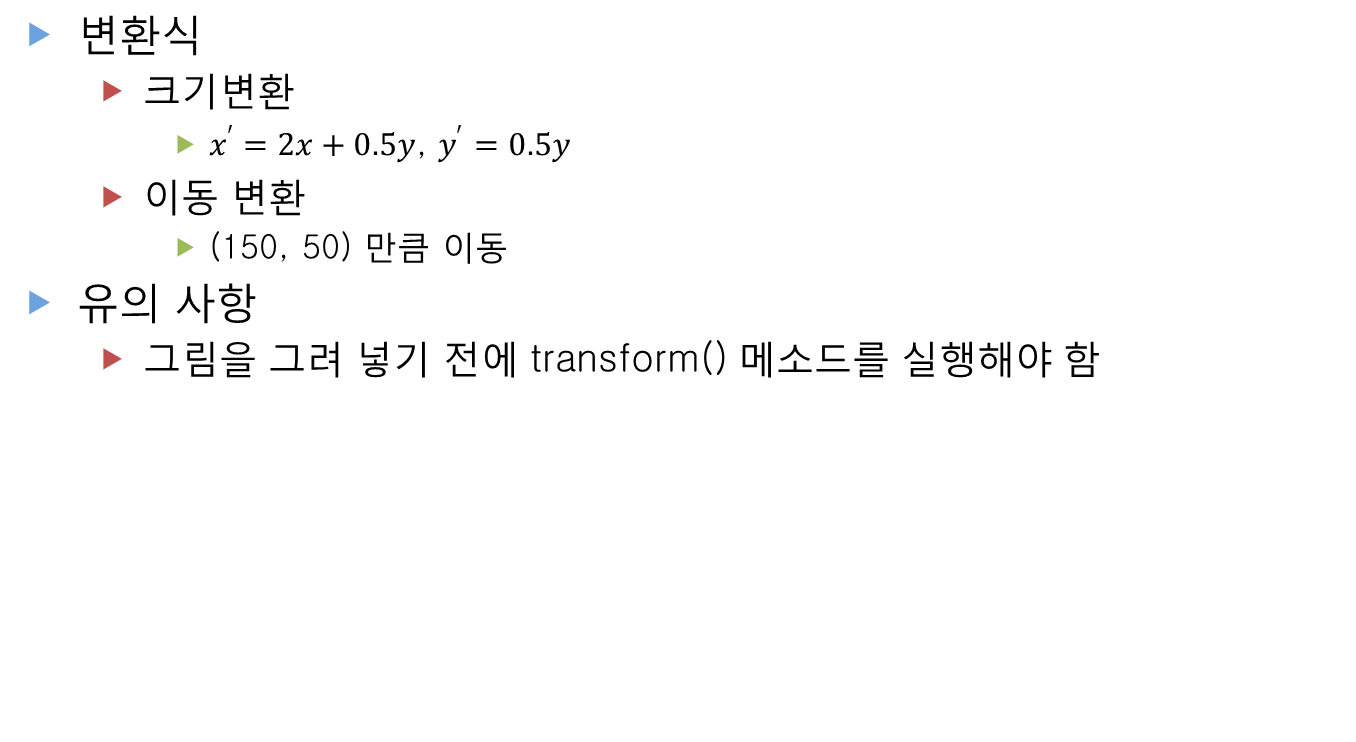 변환식
크기변환
x′ = 2x + 0.5y, y′ = 0.5y
이동 변환
(150, 50) 만큼 이동
유의 사항
그림을 그려 넣기 전에 transform() 메소드를 실행해야 함